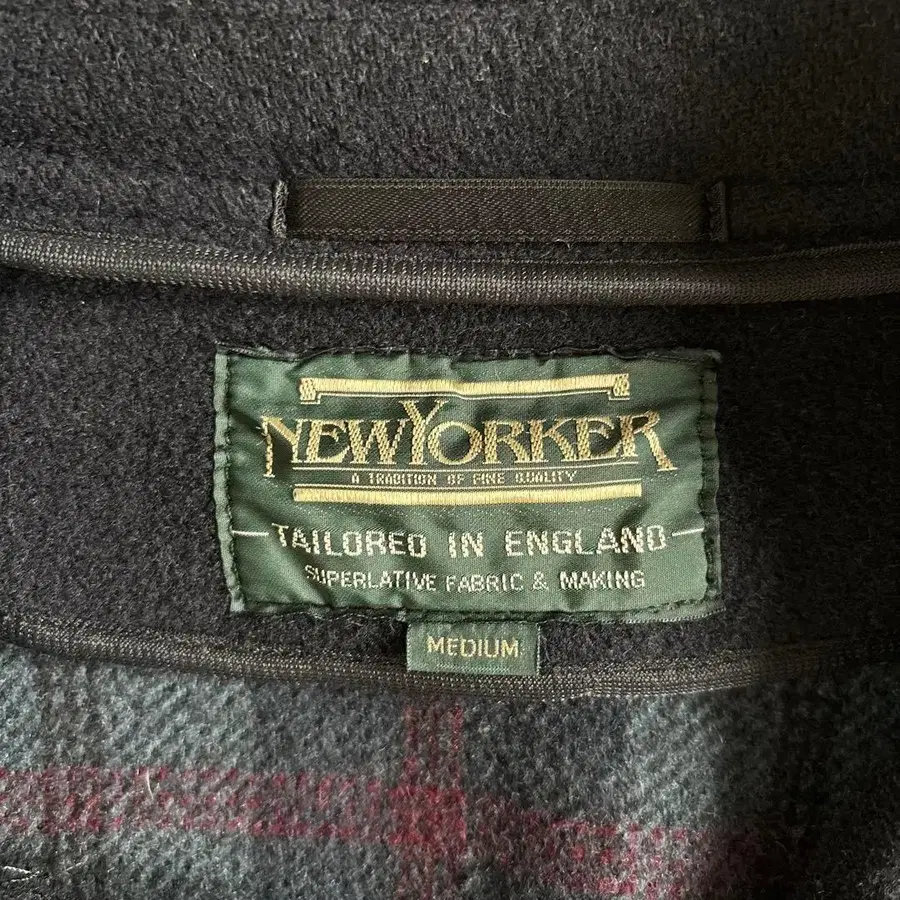 NEWYORKER
A TRADITION OF FINE QUALITY
TAILORED IN ENGLAND
SUPERLATIVE FABRIC & MAKING
MEDIUM